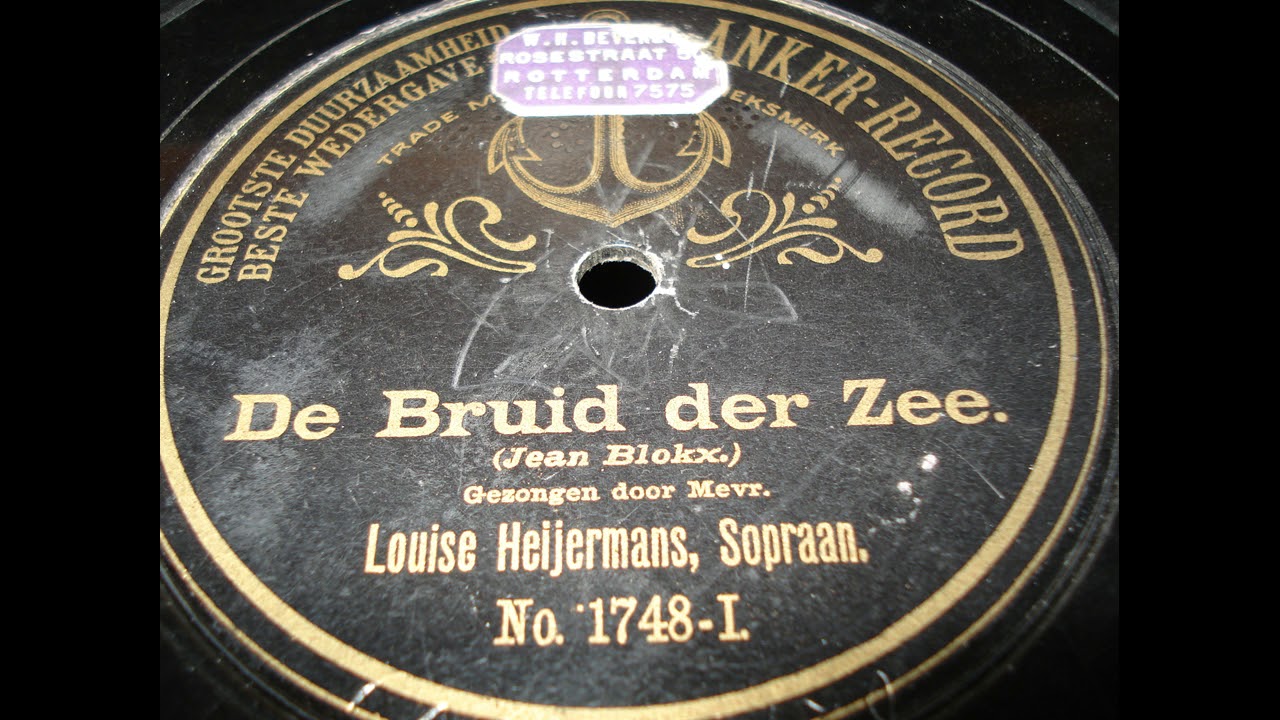 GROOTSTE DUURZAAMHEID
BESTE WEDERGAVE
ANKER-RECORD
W. H.
ROSESTRAAT
ROTTERDAM
TELEFOON 7575
TRADE
De Bruid der Zee.
(Jean Blokx.)
Gezongen door Mevr.
Louise Heijermans, Sopraan.
No. 1748-I.